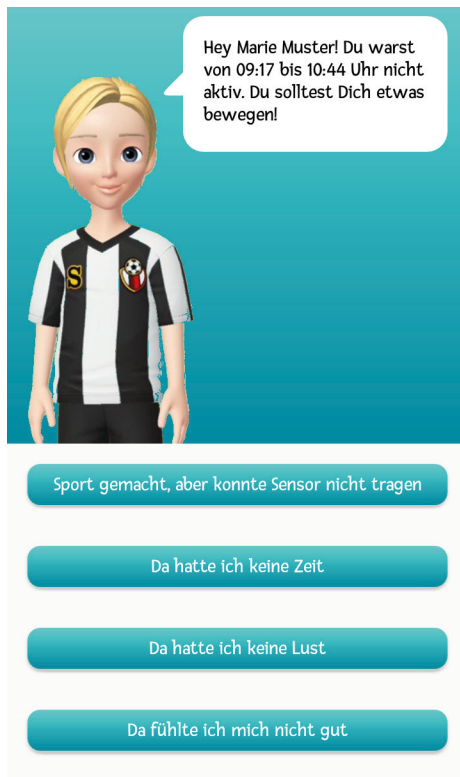 Hey Marie Muster! Du warst
von 09:17 bis 10:44 Uhr nicht
aktiv. Du solltest Dich etwas
bewegen!
S
Sport gemacht, aber konnte Sensor nicht tragen
Da hatte ich keine Zeit
Da hatte ich keine Lust
Da fühlte ich mich nicht gut